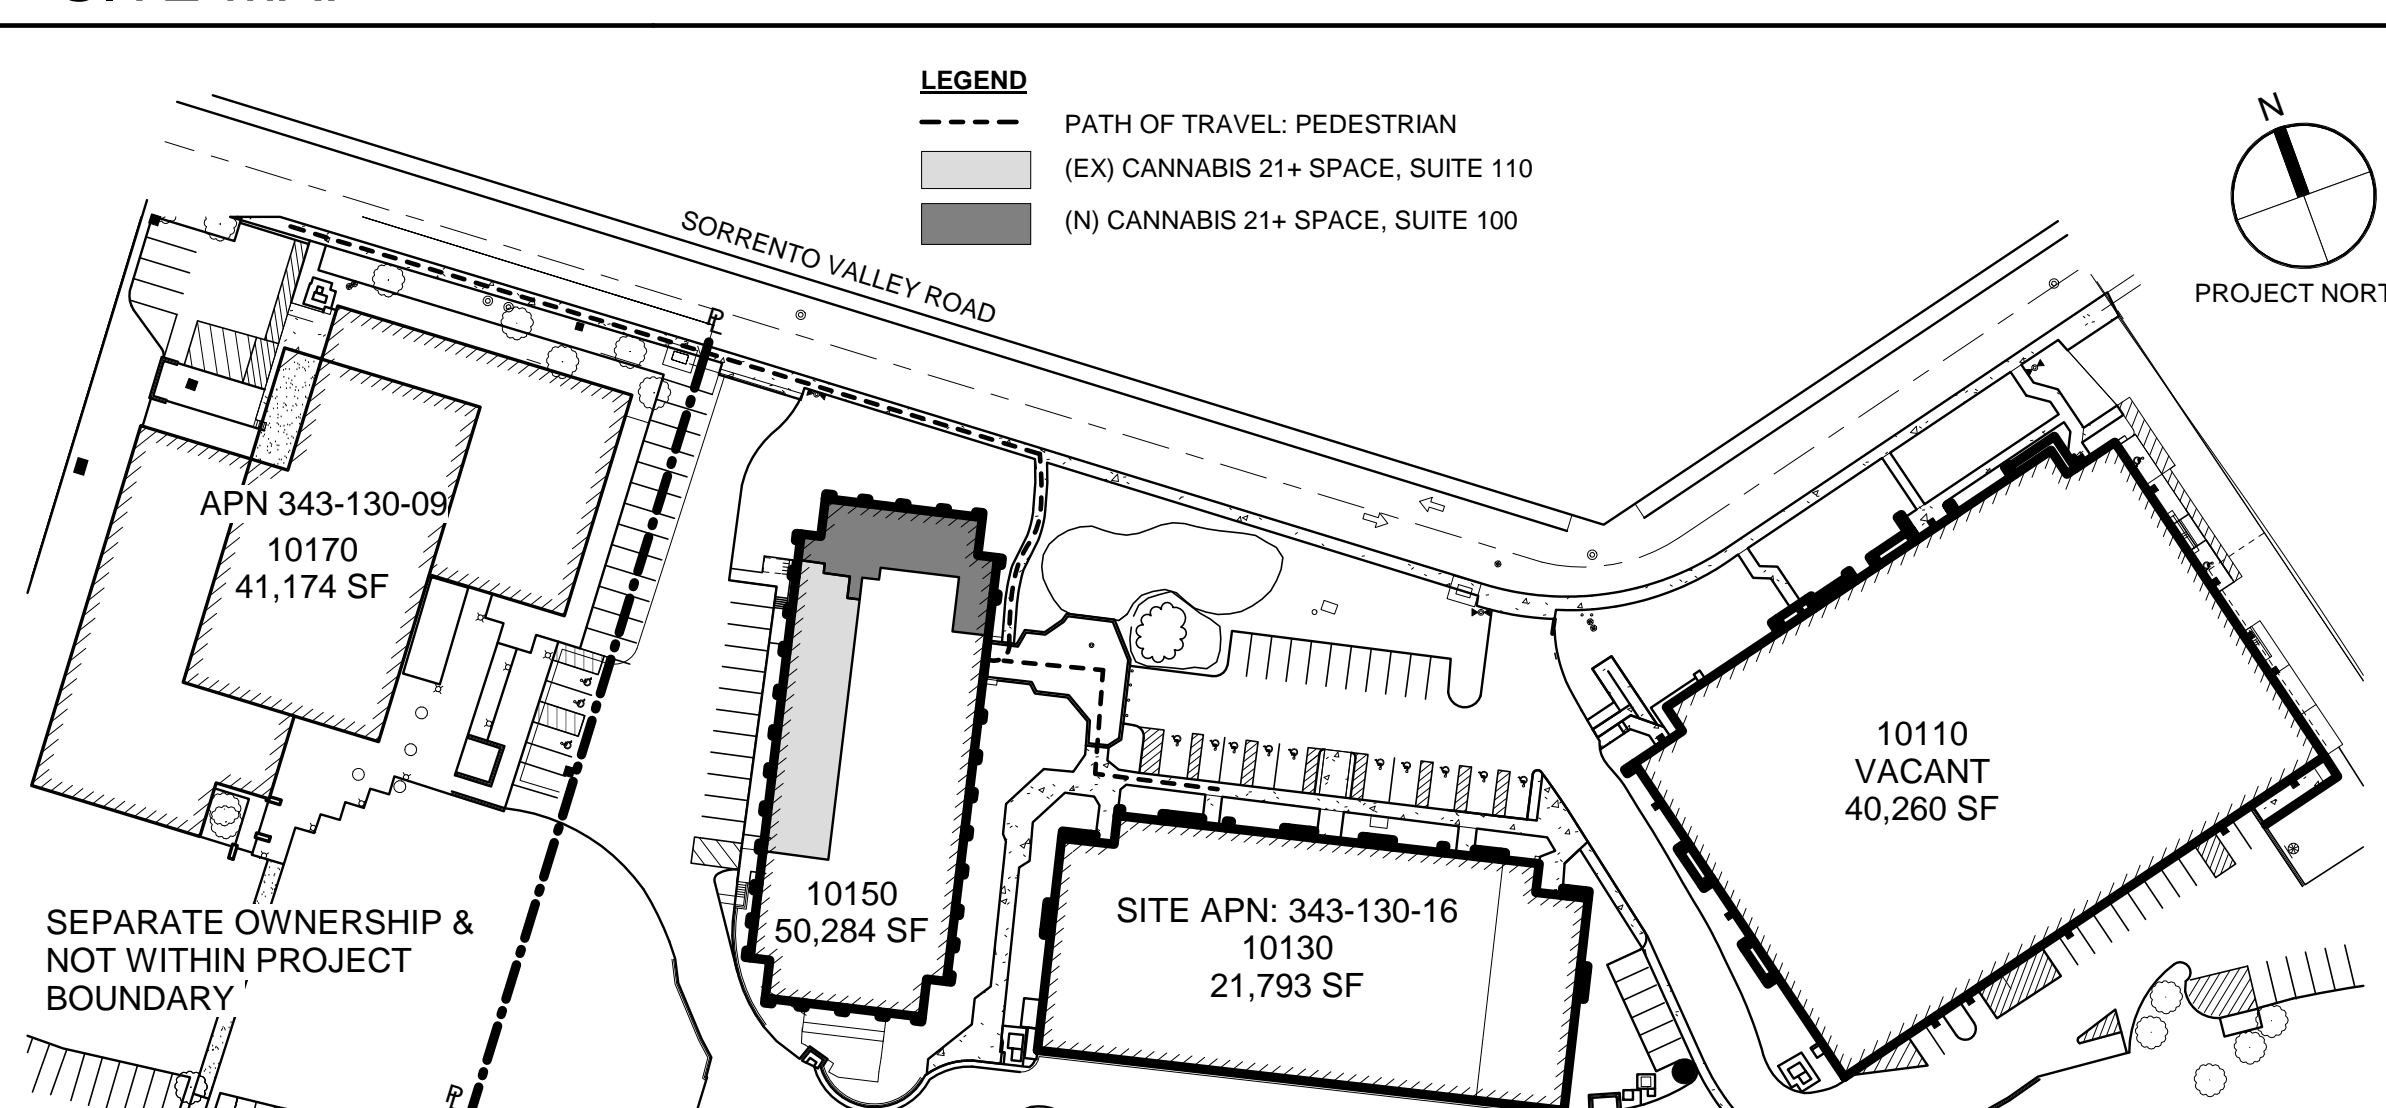 LEGEND
PATH OF TRAVEL: PEDESTRIAN
(EX) CANNABIS 21+ SPACE, SUITE 110
(N) CANNABIS 21+ SPACE, SUITE 100
N
PROJECT NORT
SORRENTO VALLEY ROAD
PL
APN 343-130-09
10170
41,174 SF
10110
VACANT
40,260 SF
10150
50,284 SF
SITE APN: 343-130-16
10130
21,793 SF
SEPARATE OWNERSHIP &
NOT WITHIN PROJECT
BOUNDARY
PL